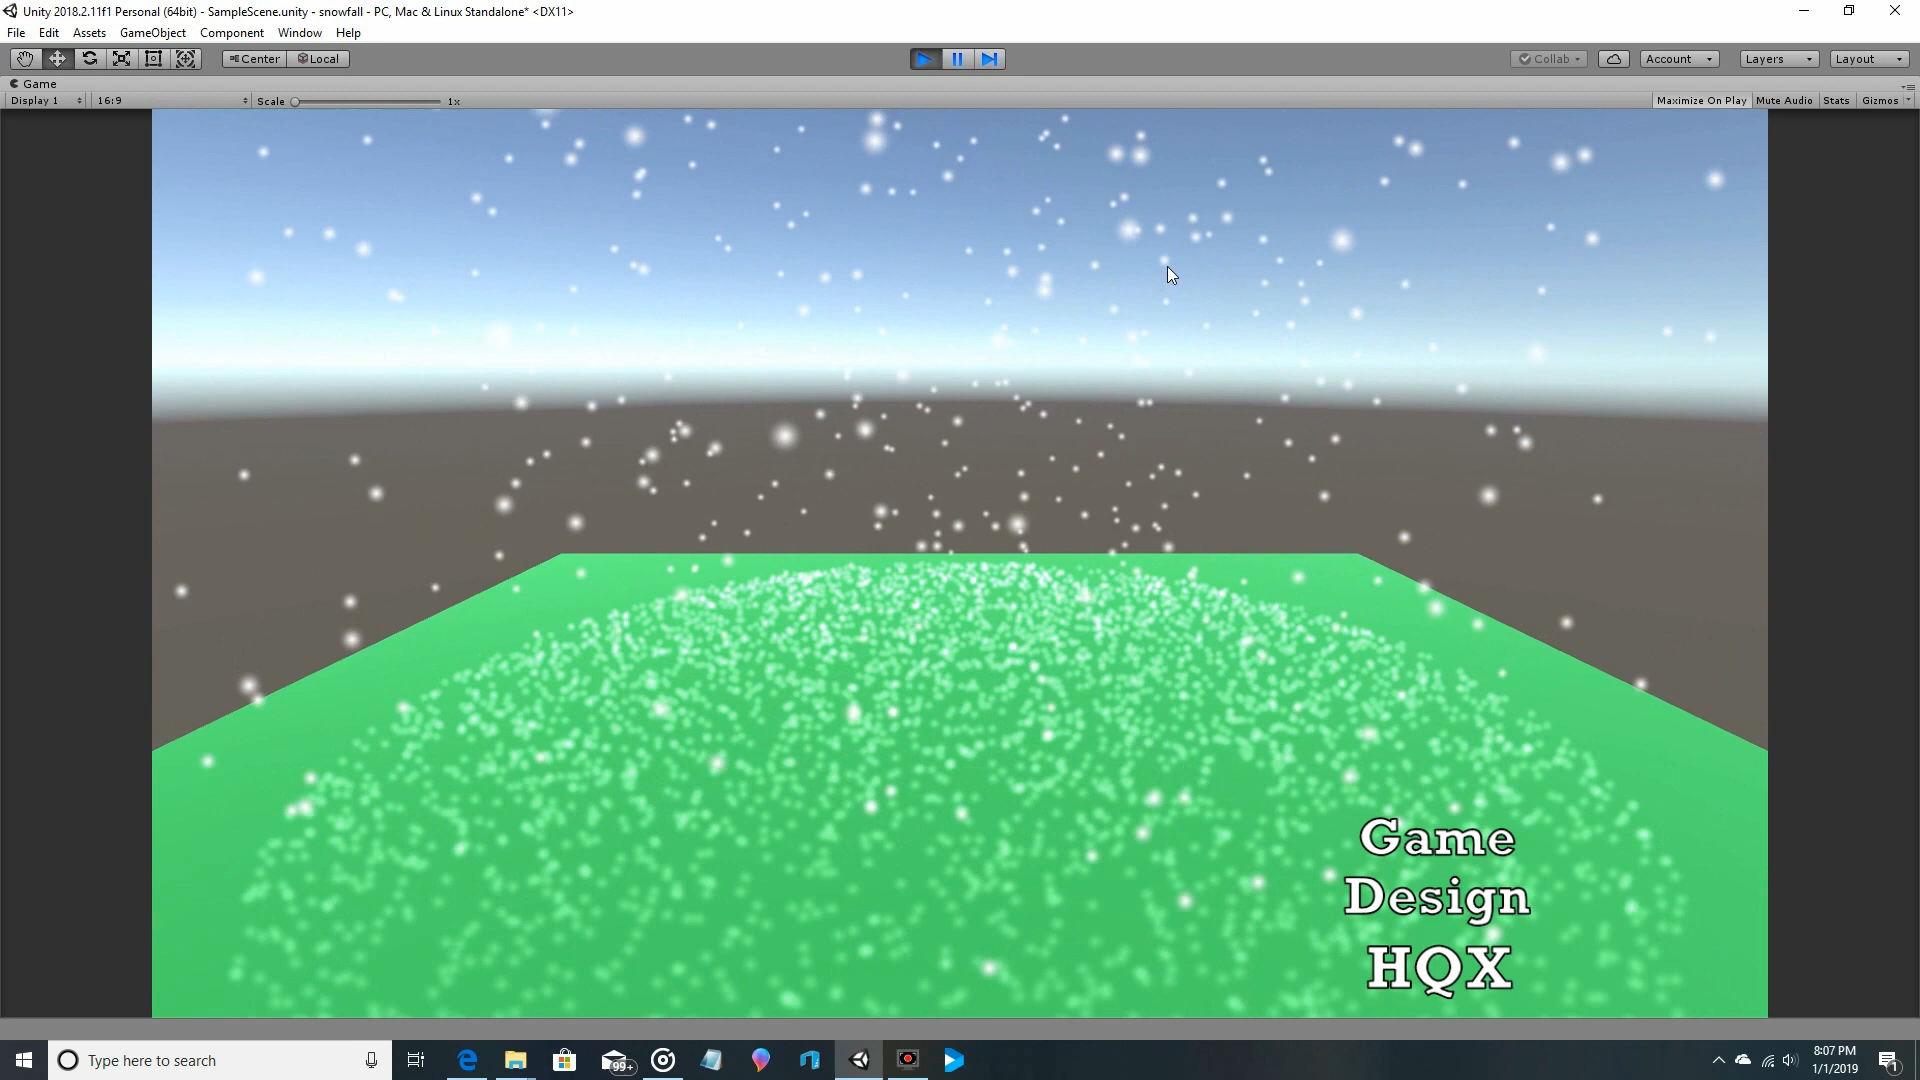 Unity 2018.2.11f1 Personal (64bit) - SampleScene.unity - snowfall - PC, Mac & Linux Standalone* <DX11>
File Edit Assets GameObject Component Window Help
Center Local Collab Account Layers Layout
Game
Display 1 16:9 Scale 1x Maximize On Play Mute Audio Stats Gizmos
Game
Design
HQX
Type here to search
99+
8:07 PM
1/1/2019
1